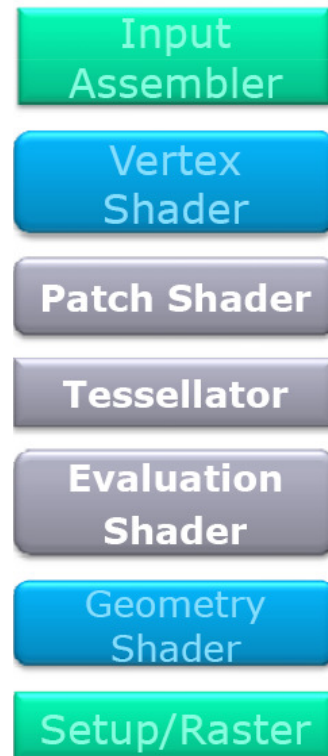 Input
Assembler
Vertex
Shader
Patch Shader
Tessellator
Evaluation
Shader
Geometry
Shader
Setup/Raster